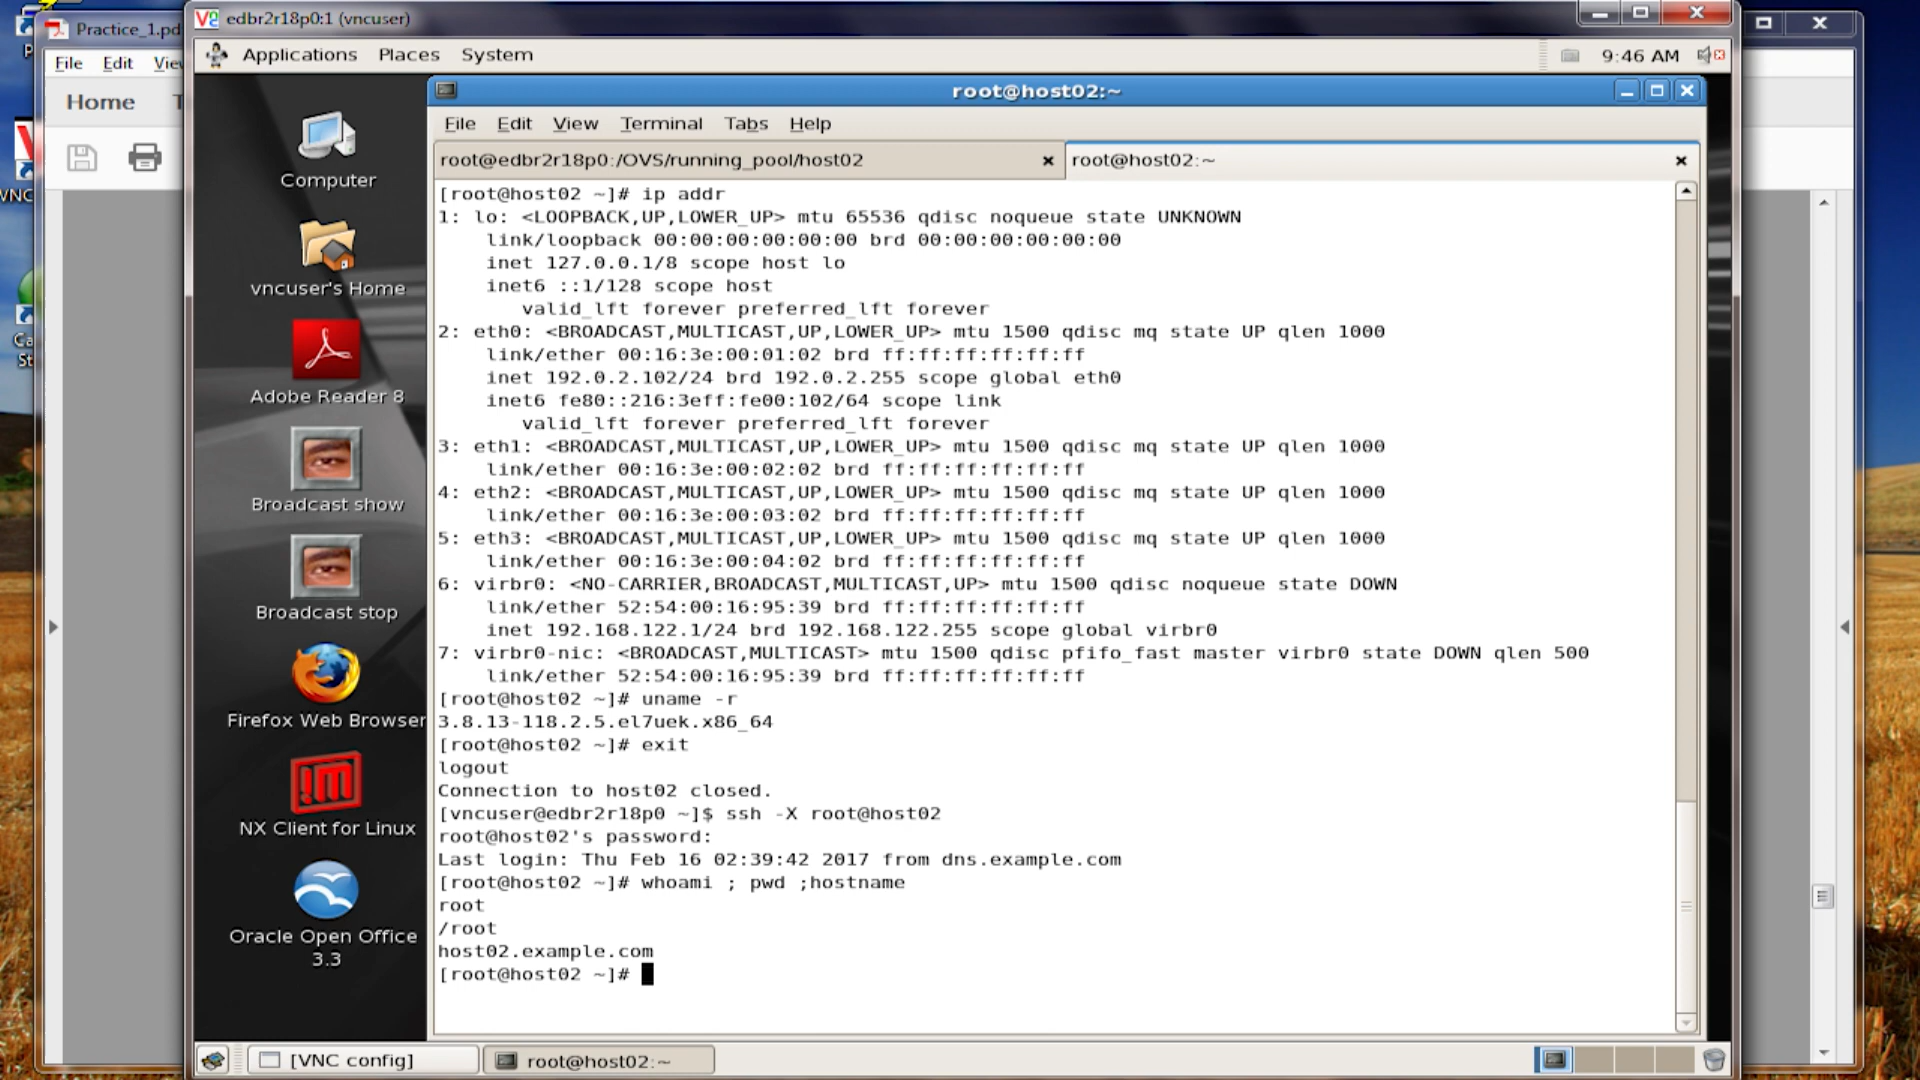 Practice_1.pd
edbr2r18p0:1 (vncuser)
File Edit View
Applications Places System
9:46 AM
Home
root@host02:~
File Edit View Terminal Tabs Help
root@edbr2r18p0:/OVS/running_pool/host02
root@host02:~
[root@host02 ~]# ip addr
1: lo: <LOOPBACK,UP,LOWER_UP> mtu 65536 qdisc noqueue state UNKNOWN
link/loopback 00:00:00:00:00:00 brd 00:00:00:00:00:00
inet 127.0.0.1/8 scope host lo
inet6 ::1/128 scope host
valid_lft forever preferred_lft forever
2: eth0: <BROADCAST,MULTICAST,UP,LOWER_UP> mtu 1500 qdisc mq state UP qlen 1000
link/ether 00:16:3e:00:01:02 brd ff:ff:ff:ff:ff:ff
inet 192.0.2.102/24 brd 192.0.2.255 scope global eth0
inet6 fe80::216:3eff:fe00:102/64 scope link
valid_lft forever preferred_lft forever
3: eth1: <BROADCAST,MULTICAST,UP,LOWER_UP> mtu 1500 qdisc mq state UP qlen 1000
link/ether 00:16:3e:00:02:02 brd ff:ff:ff:ff:ff:ff
4: eth2: <BROADCAST,MULTICAST,UP,LOWER_UP> mtu 1500 qdisc mq state UP qlen 1000
link/ether 00:16:3e:00:03:02 brd ff:ff:ff:ff:ff:ff
5: eth3: <BROADCAST,MULTICAST,UP,LOWER_UP> mtu 1500 qdisc mq state UP qlen 1000
link/ether 00:16:3e:00:04:02 brd ff:ff:ff:ff:ff:ff
6: virbr0: <NO-CARRIER,BROADCAST,MULTICAST,UP> mtu 1500 qdisc noqueue state DOWN
link/ether 52:54:00:16:95:39 brd ff:ff:ff:ff:ff:ff
inet 192.168.122.1/24 brd 192.168.122.255 scope global virbr0
7: virbr0-nic: <BROADCAST,MULTICAST> mtu 1500 qdisc pfifo_fast master virbr0 state DOWN qlen 500
link/ether 52:54:00:16:95:39 brd ff:ff:ff:ff:ff:ff
[root@host02 ~]# uname -r
3.8.13-118.2.5.el7uek.x86_64
[root@host02 ~]# exit
logout
Connection to host02 closed.
[vncuser@edbr2r18p0 ~]$ ssh -X root@host02
root@host02's password:
Last login: Thu Feb 16 02:39:42 2017 from dns.example.com
[root@host02 ~]# whoami ; pwd ;hostname
root
/root
host02.example.com
[root@host02 ~]#
Computer
vncuser's Home
Adobe Reader 8
Broadcast show
Broadcast stop
Firefox Web Browser
NX Client for Linux
Oracle Open Office
3.3
[VNC config]
root@host02:~
VNC
Ca
St